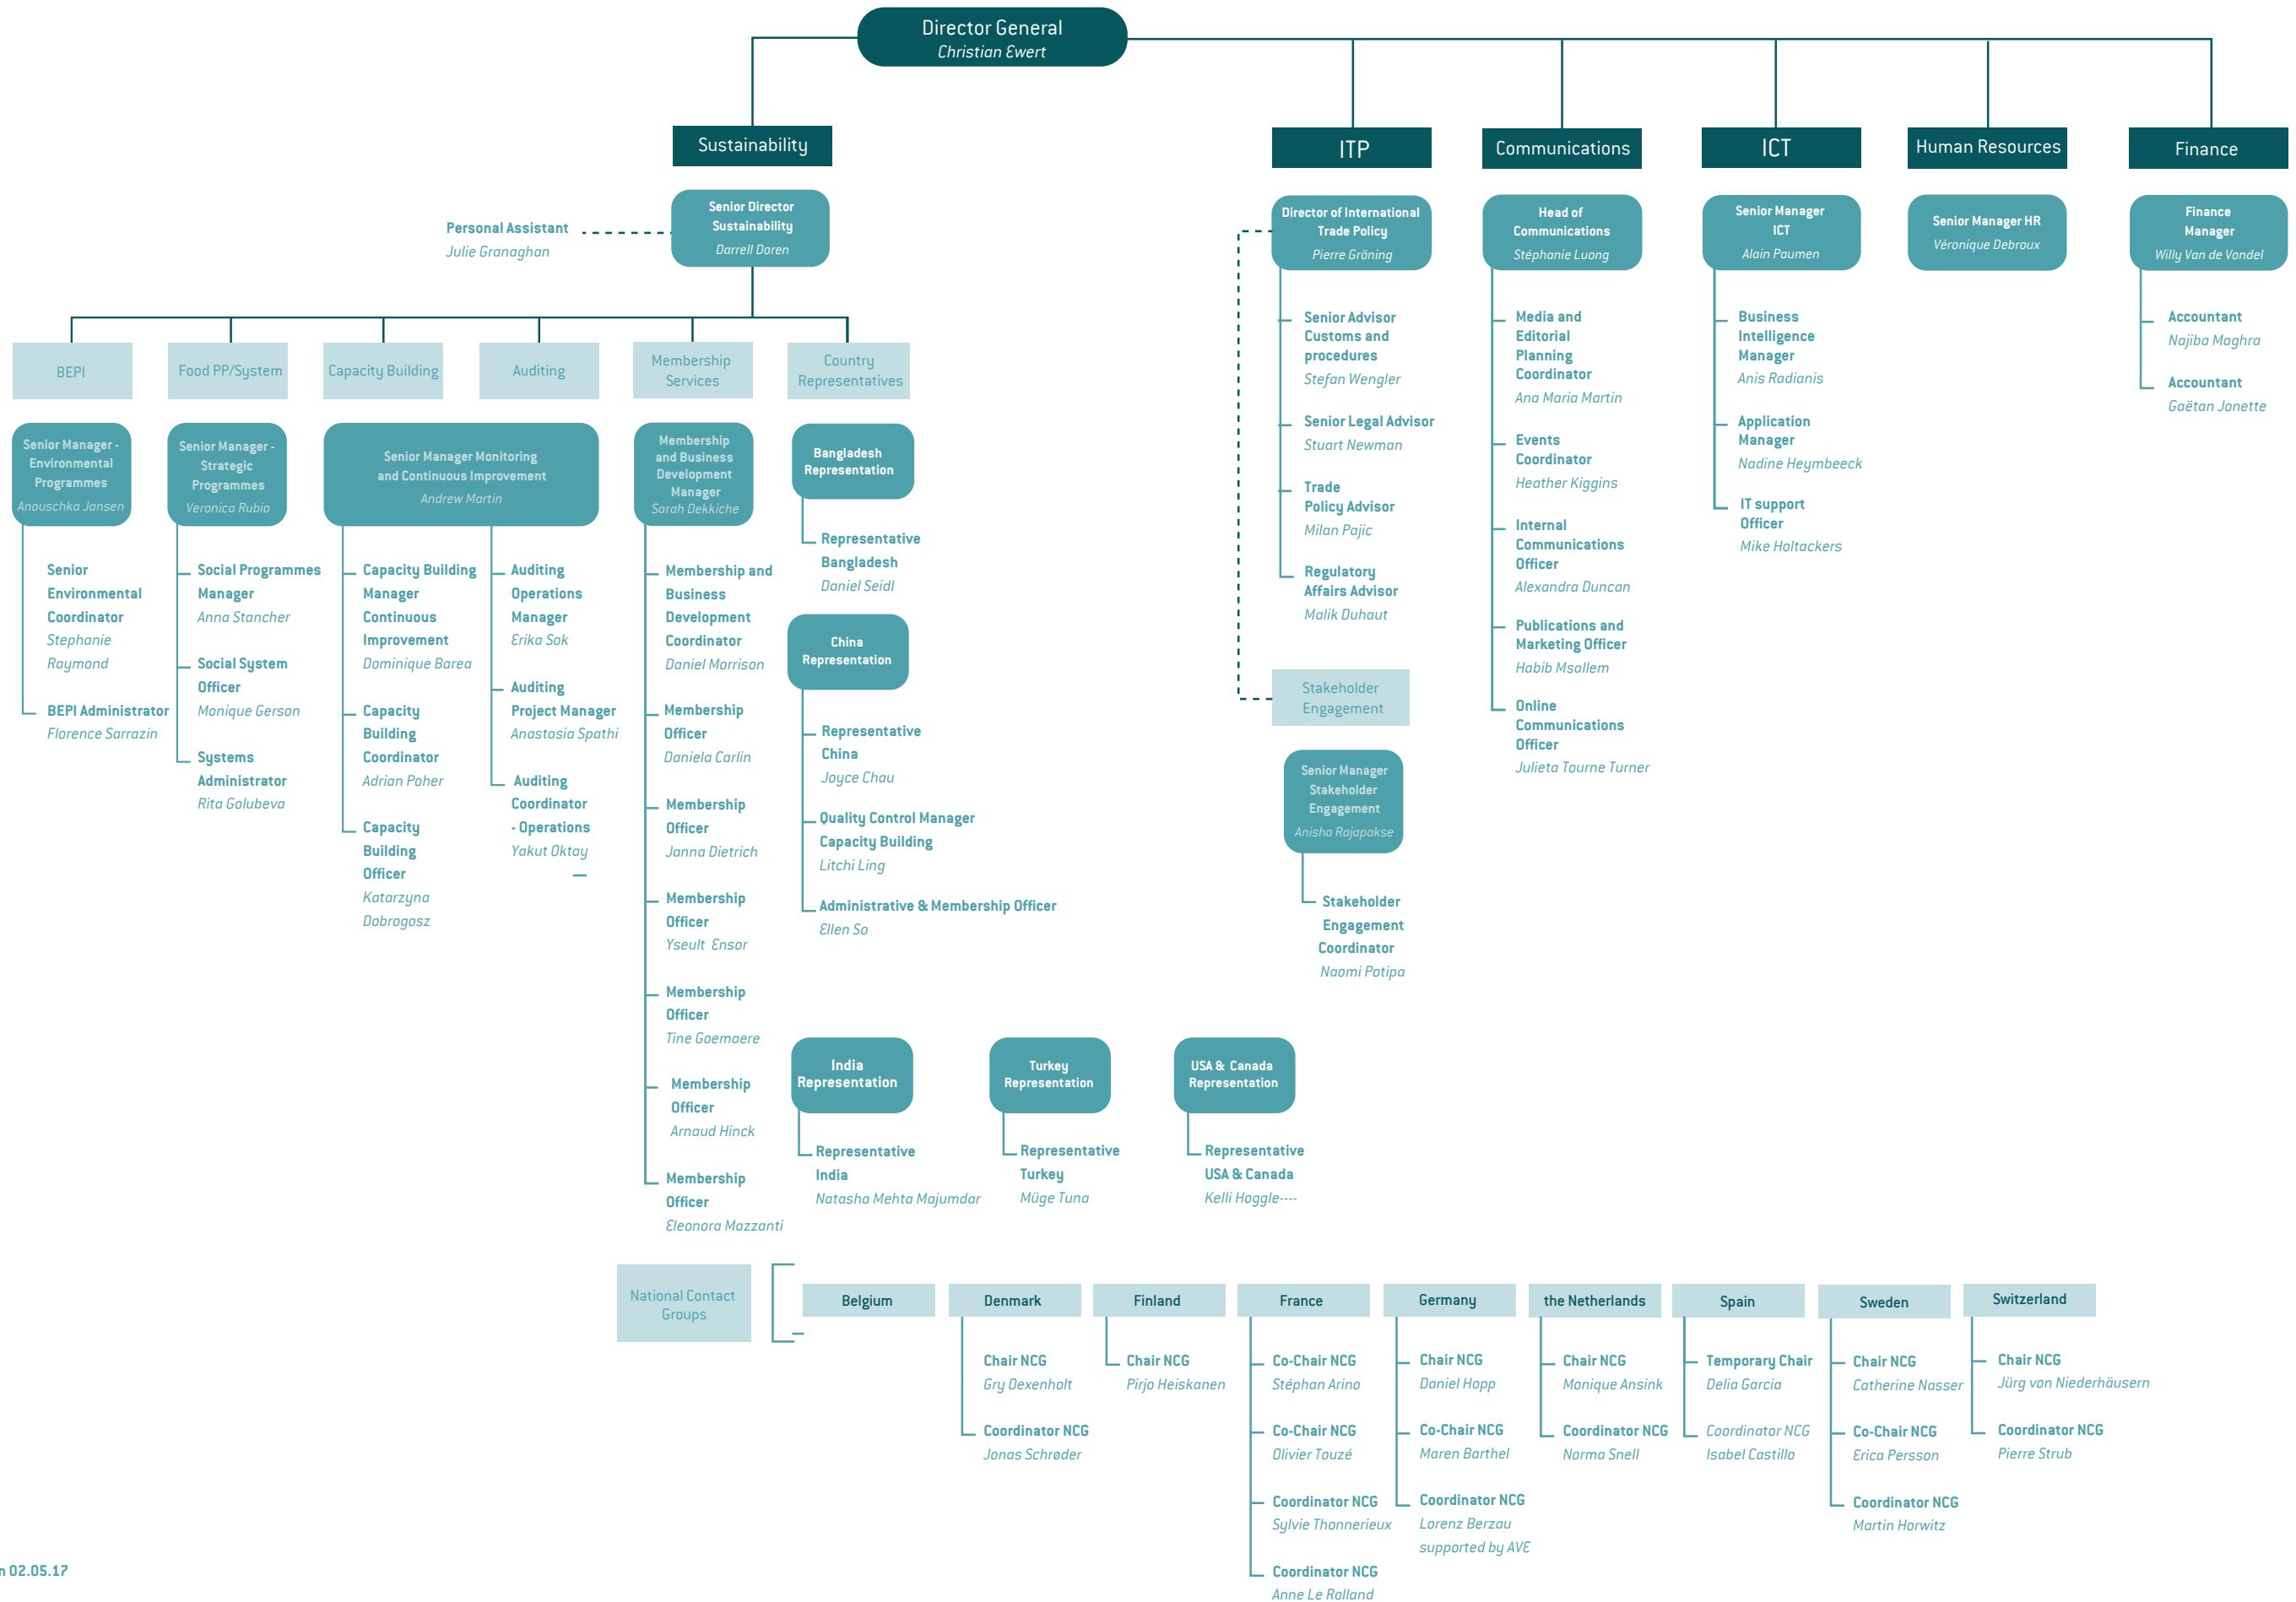 Director General
Christian Ewert
Sustainability
ITP
Communications
ICT
Human Resources
Finance
Personal Assistant
Julie Granaghan
Senior Director
Sustainability
Darrell Doren
Director of International
Trade Policy
Pierre Gröning
Head of
Communications
Stéphanie Luong
Senior Manager
ICT
Alain Paumen
Senior Manager HR
Véronique Debroux
Finance
Manager
Willy Van de Vondel
BEPI
Food PP/System
Capacity Building
Auditing
Membership
Services
Country
Representatives
Senior Manager -
Environmental
Programmes
Anouschka Jansen
Senior Environmental
Senior
Environmental
Coordinator
Stephanie
Raymond
BEPI Administrator
Florence Sarrazin
Senior Manager -
Strategic
Programmes
Veronica Rubio
Social Programmes
Manager
Anna Stancher
Social System
Officer
Monique Gerson
Systems
Administrator
Rita Golubeva
Senior Manager Monitoring
and Continuous Improvement
Andrew Martin
Capacity Building
Manager
Continuous
Improvement
Dominique Barea
Capacity
Building
Coordinator
Adrian Poher
Capacity
Building
Officer
Katarzyna
Dobrogosz
Auditing
Operations
Manager
Erika Sok
Auditing
Project Manager
Anastasia Spathi
Auditing
Coordinator
- Operations
Yakut Oktay
Membership
and Business
Development
Manager
Sarah Dekkiche
Membership and
Business
Development
Coordinator
Daniel Morrison
Membership
Officer
Daniela Carlin
Membership
Officer
Janna Dietrich
Membership
Officer
Yseult Ensor
Membership
Officer
Tine Goemaere
Membership
Officer
Arnaud Hinck
Membership
Officer
Eleonora Mazzanti
Bangladesh
Representation
Representative
Bangladesh
Daniel Seidl
China
Representation
Representative
China
Joyce Chau
Quality Control Manager
Capacity Building
Litchi Ling
Administrative & Membership Officer
Ellen So
India
Representation
Representative
India
Natasha Mehta Majumdar
Turkey
Representation
Representative
Turkey
Müge Tuna
USA & Canada
Representation
Representative
USA & Canada
Kelli Hoggle----
Senior Advisor
Customs and
procedures
Stefan Wengler
Senior Legal Advisor
Stuart Newman
Trade
Policy Advisor
Milan Pajic
Regulatory
Affairs Advisor
Malik Duhaut
Stakeholder
Engagement
Senior Manager
Stakeholder
Engagement
Anisha Rajapakse
Stakeholder
Engagement
Coordinator
Naomi Potipa
Media and
Editorial
Planning
Coordinator
Ana Maria Martin
Events
Coordinator
Heather Kiggins
Internal
Communications
Officer
Alexandra Duncan
Publications and
Marketing Officer
Habib Msallem
Online
Communications
Officer
Julieta Tourne Turner
Business
Intelligence
Manager
Anis Radianis
Application
Manager
Nadine Heymbeeck
IT support
Officer
Mike Holtackers
Accountant
Najiba Maghra
Accountant
Gaëtan Jonette
National Contact
Groups
Belgium
Denmark
Chair NCG
Gry Oexenholt
Coordinator NCG
Jonas Schrøder
Finland
Chair NCG
Pirjo Heiskanen
France
Co-Chair NCG
Stéphan Arino
Co-Chair NCG
Olivier Touzé
Coordinator NCG
Sylvie Thonnerieux
Coordinator NCG
Anne Le Rolland
Germany
Chair NCG
Daniel Hopp
Co-Chair NCG
Maren Barthel
Coordinator NCG
Lorenz Berzau
supported by AVE
the Netherlands
Chair NCG
Monique Ansink
Coordinator NCG
Norma Snell
Spain
Temporary Chair
Delia Garcia
Coordinator NCG
Isabel Castillo
Sweden
Chair NCG
Catherine Nasser
Co-Chair NCG
Erica Persson
Coordinator NCG
Martin Horwitz
Switzerland
Chair NCG
Jürg von Niederhäusern
Coordinator NCG
Pierre Strub
n 02.05.17